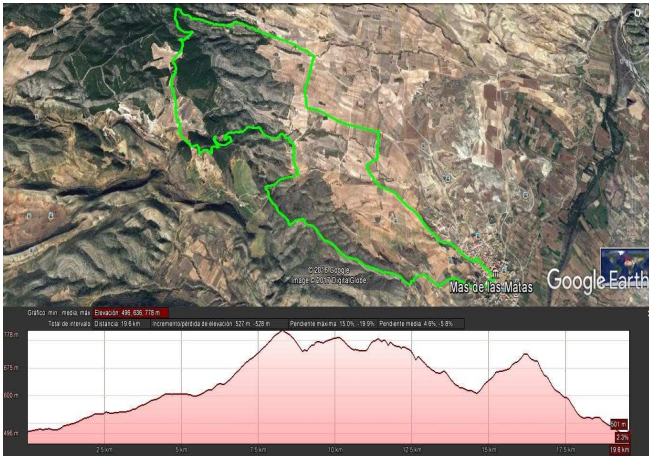 © 2016 Google
Image © 2017 DigitalGlobe
Mas de las Matas
Google Earth
Gráfico: mín., media, máx. Elevación: 496, 636, 778 m
Total de intervalo: Distancia: 19.6 km Incremento/pérdida de elevación: 527 m, -528 m Pendiente máxima: 15.0%, -19.9% Pendiente media: 4.6%, -5.8%
778 m
675 m
600 m
496 m
501 m
2.3%
2.5 km 5 km 7.5 km 10 km 12.5 km 15 km 17.5 km 19.6 km